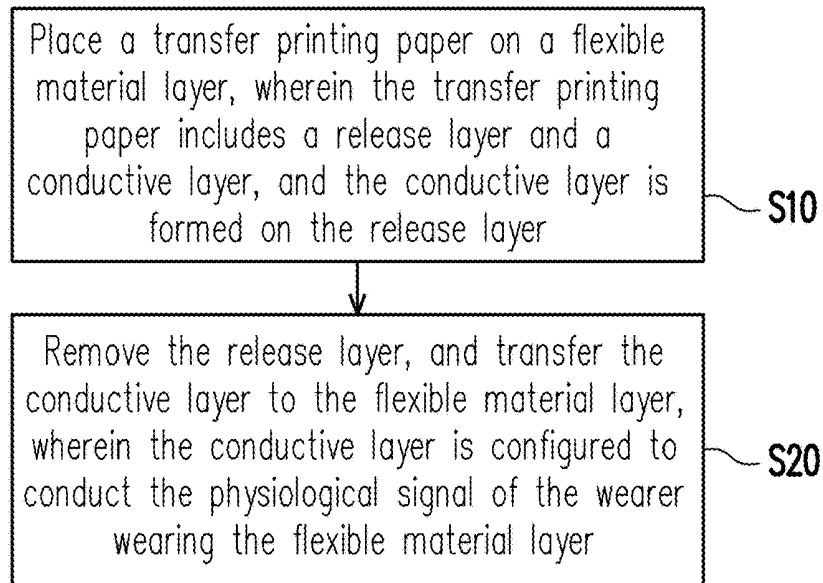 Place a transfer printing paper on a flexible
material layer, wherein the transfer printing
paper includes a release layer and a
conductive layer, and the conductive layer is
formed on the release layer
S10
Remove the release layer, and transfer the
conductive layer to the flexible material layer,
wherein the conductive layer is configured to
conduct the physiological signal of the wearer
wearing the flexible material layer
S20